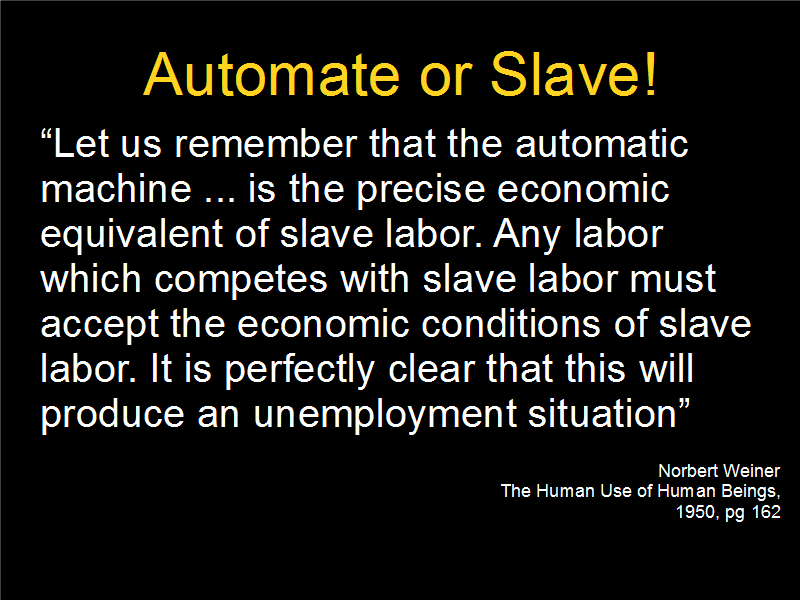 Automate or Slave!
“Let us remember that the automatic
machine ... is the precise economic
equivalent of slave labor. Any labor
which competes with slave labor must
accept the economic conditions of slave
labor. It is perfectly clear that this will
produce an unemployment situation”
Norbert Weiner
The Human Use of Human Beings,
1950, pg 162